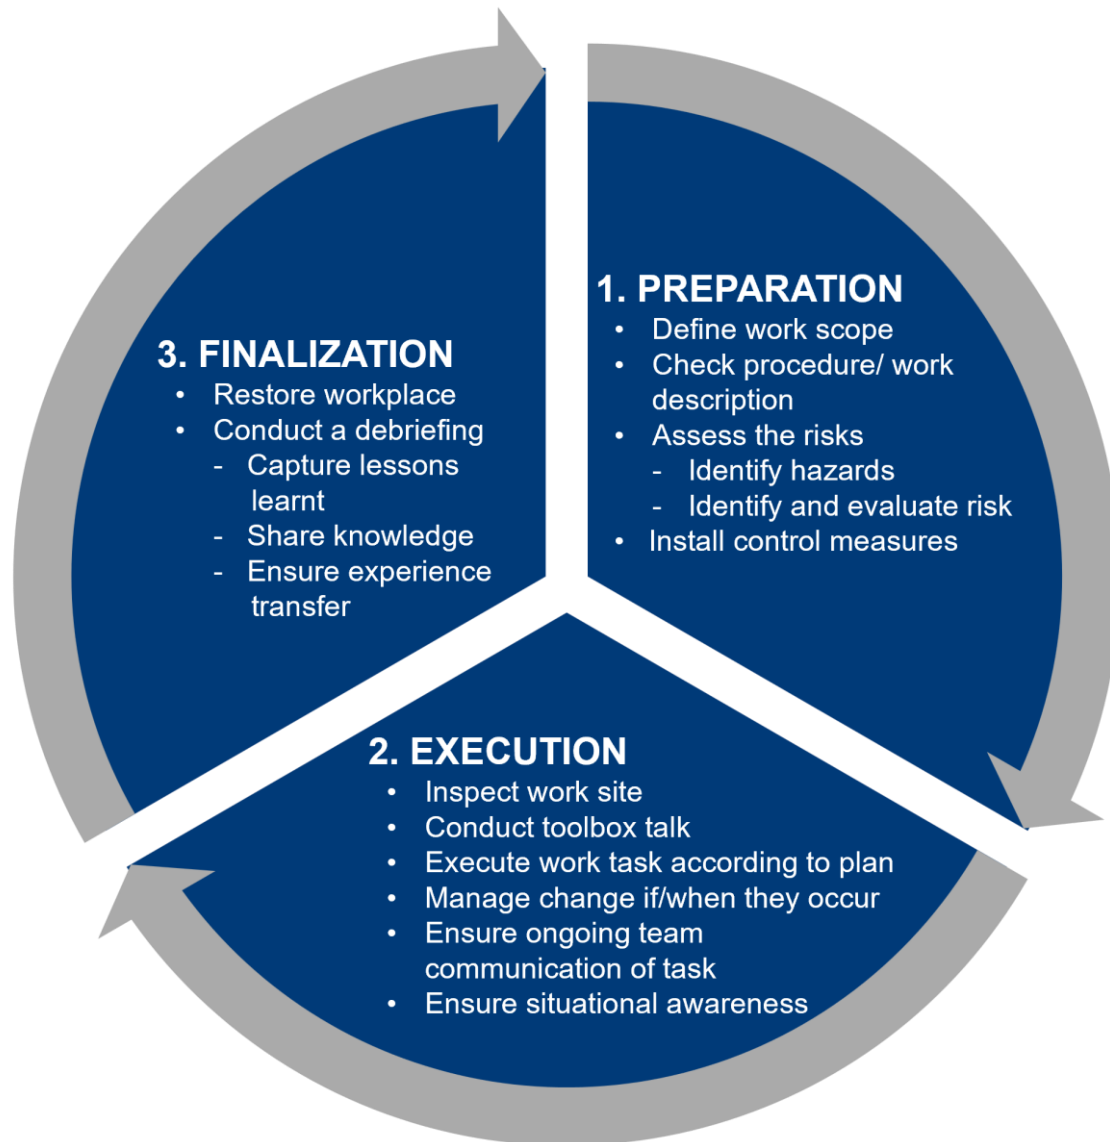 1. PREPARATION
• Define work scope
• Check procedure/ work
description
• Assess the risks
- Identify hazards
- Identify and evaluate risk
• Install control measures
2. EXECUTION
• Inspect work site
• Conduct toolbox talk
• Execute work task according to plan
• Manage change if/when they occur
• Ensure ongoing team
communication of task
• Ensure situational awareness
3. FINALIZATION
• Restore workplace
• Conduct a debriefing
- Capture lessons
learnt
- Share knowledge
- Ensure experience
transfer